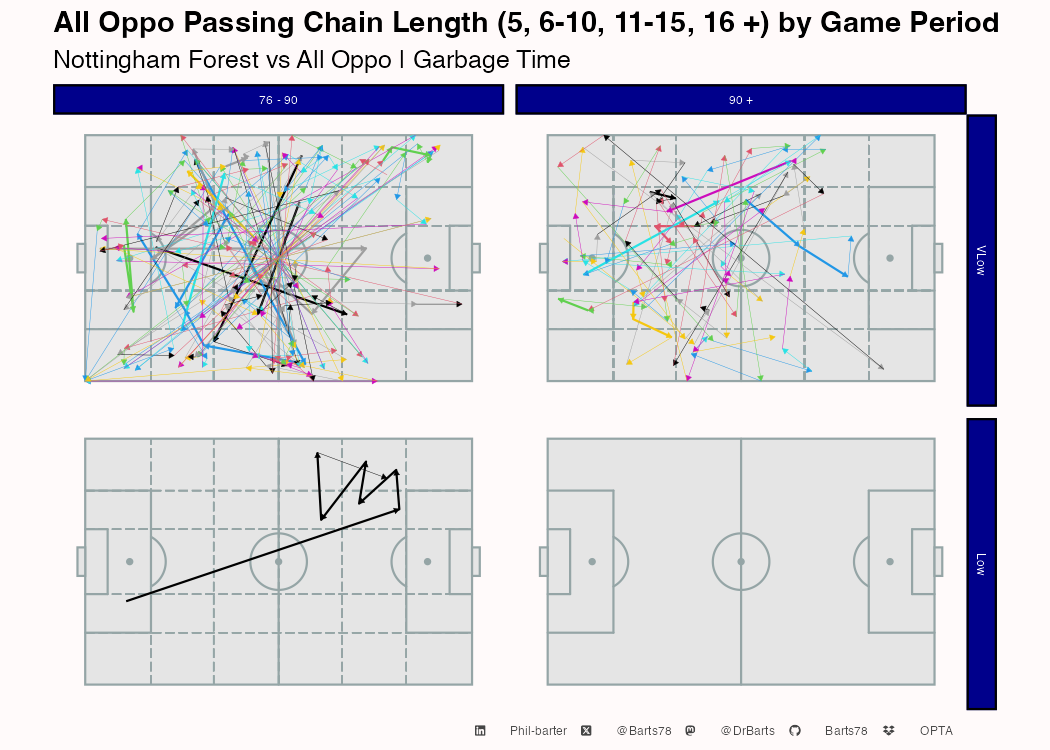 All Oppo Passing Chain Length (5, 6-10, 11-15, 16 +) by Game Period
Nottingham Forest vs All Oppo | Garbage Time
76 - 90
90 +
VLow
Low
Phil-barter @Barts78 @DrBarts Barts78 OPTA